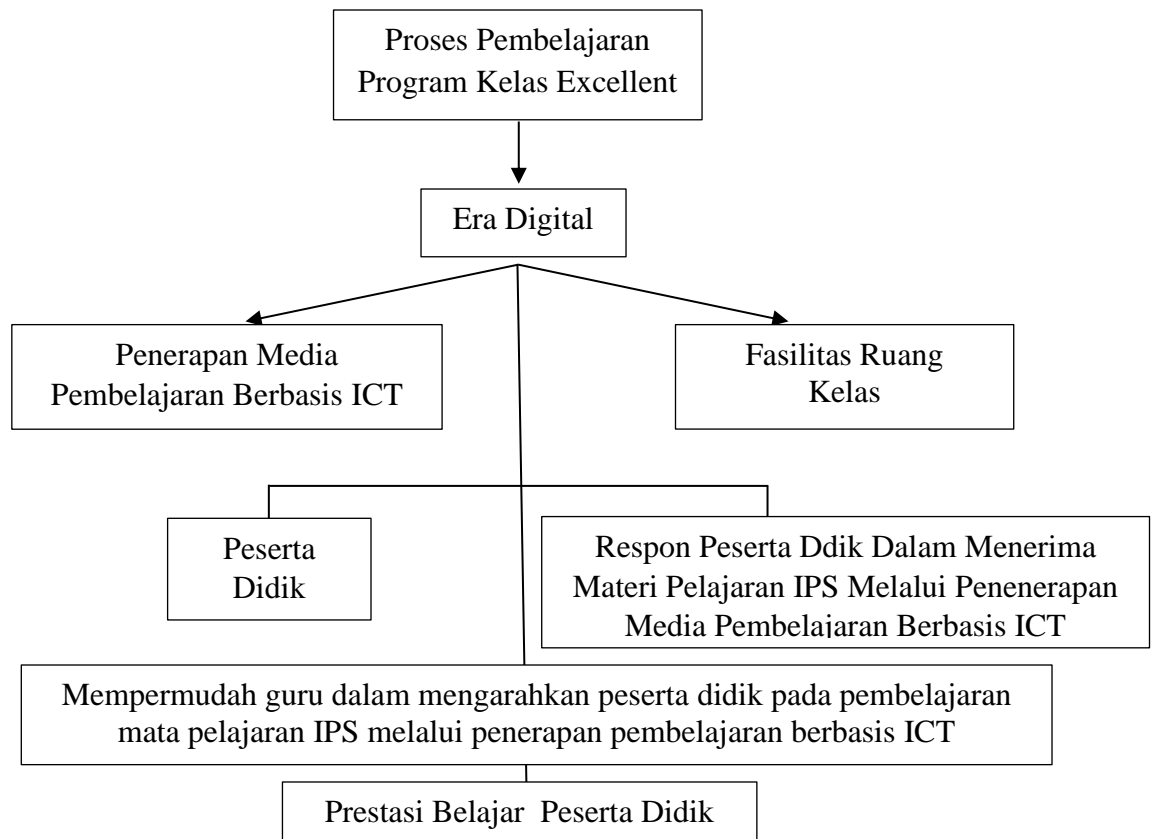 Proses Pembelajaran
Program Kelas Excellent
Era Digital
Penerapan Media
Pembelajaran Berbasis ICT
Fasilitas Ruang
Kelas
Peserta
Didik
Respon Peserta Ddik Dalam Menerima
Materi Pelajaran IPS Melalui Penenerapan
Media Pembelajaran Berbasis ICT
Mempermudah guru dalam mengarahkan peserta didik pada pembelajaran
mata pelajaran IPS melalui penerapan pembelajaran berbasis ICT
Prestasi Belajar Peserta Didik